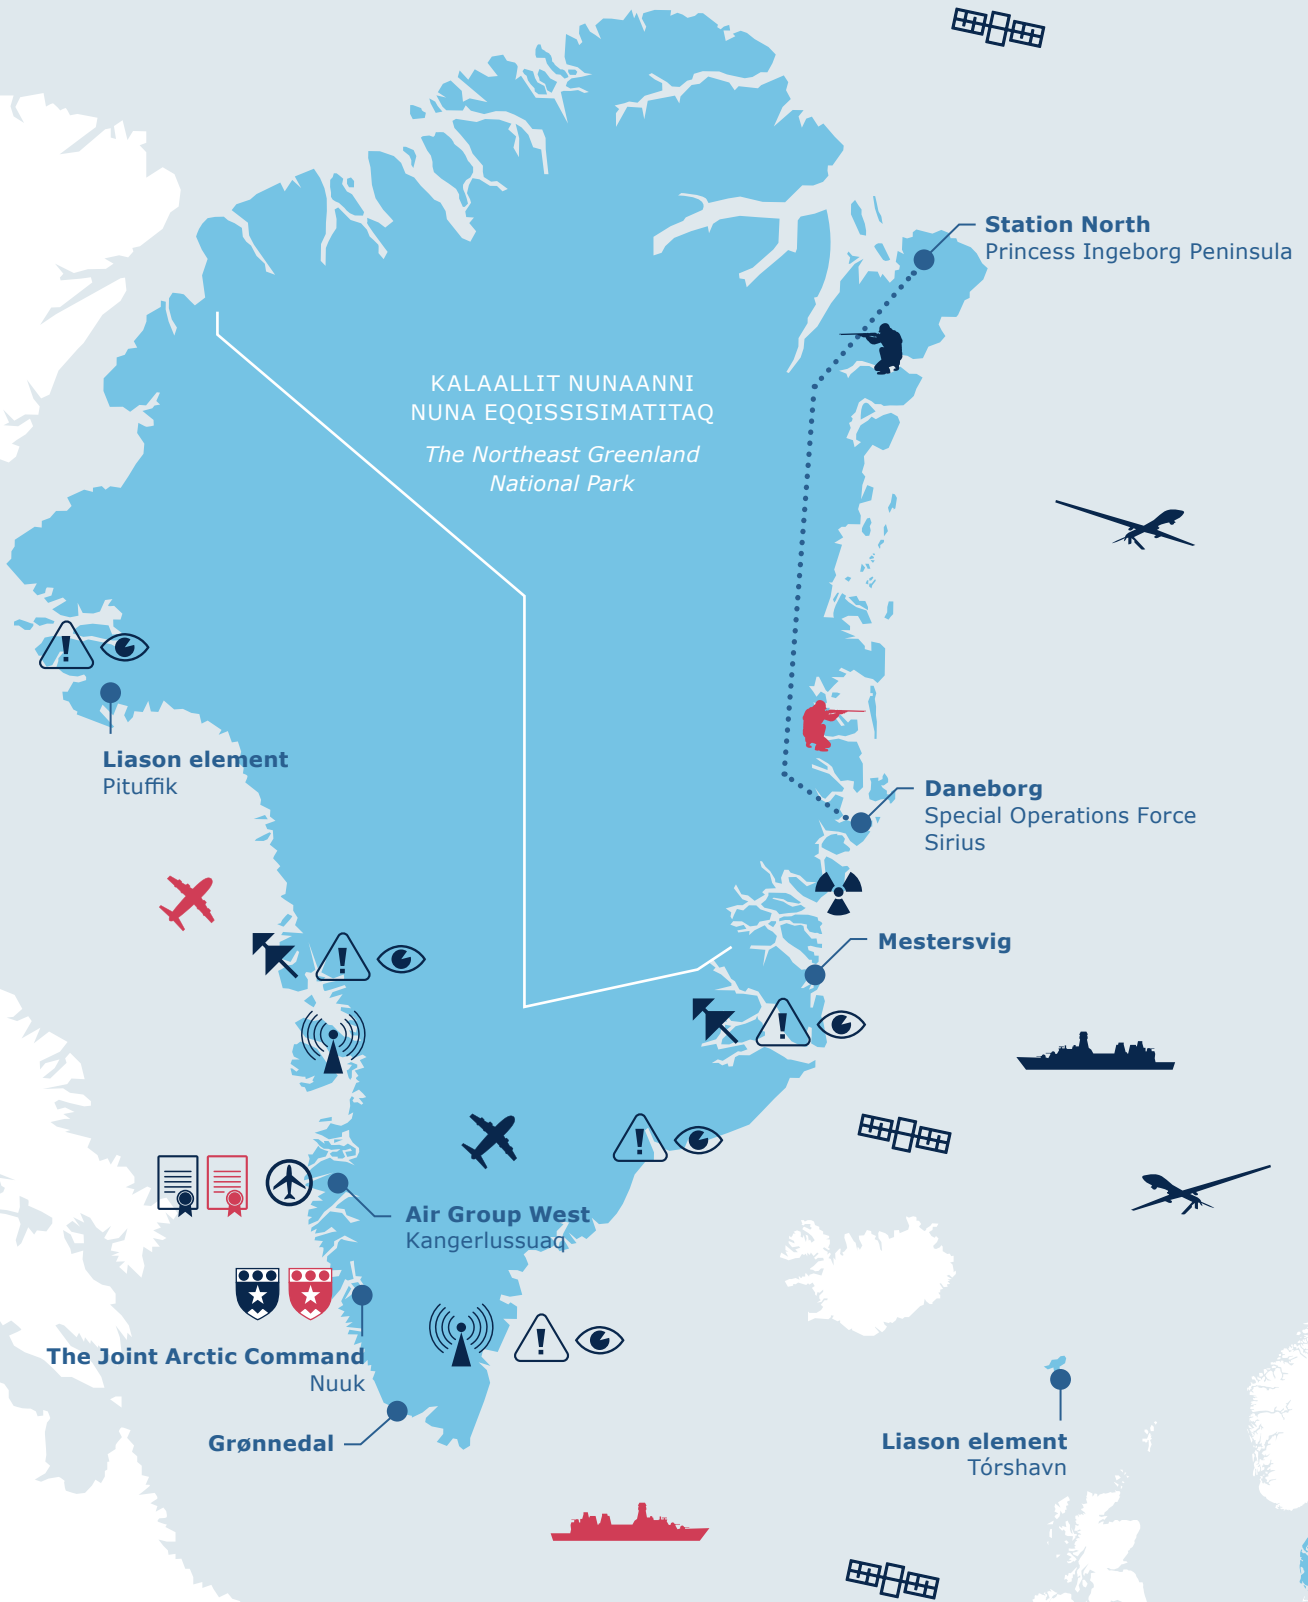 Station North
Princess Ingeborg Peninsula
KALAALLIT NUNAANNI
NUNA EQQISSISIMATITAQ
The Northeast Greenland
National Park
Liason element
Pituffik
Daneborg
Special Operations Force
Sirius
Mestersvig
Air Group West
Kangerlussuaq
The Joint Arctic Command
Nuuk
Grønnedal
Liason element
Tórshavn